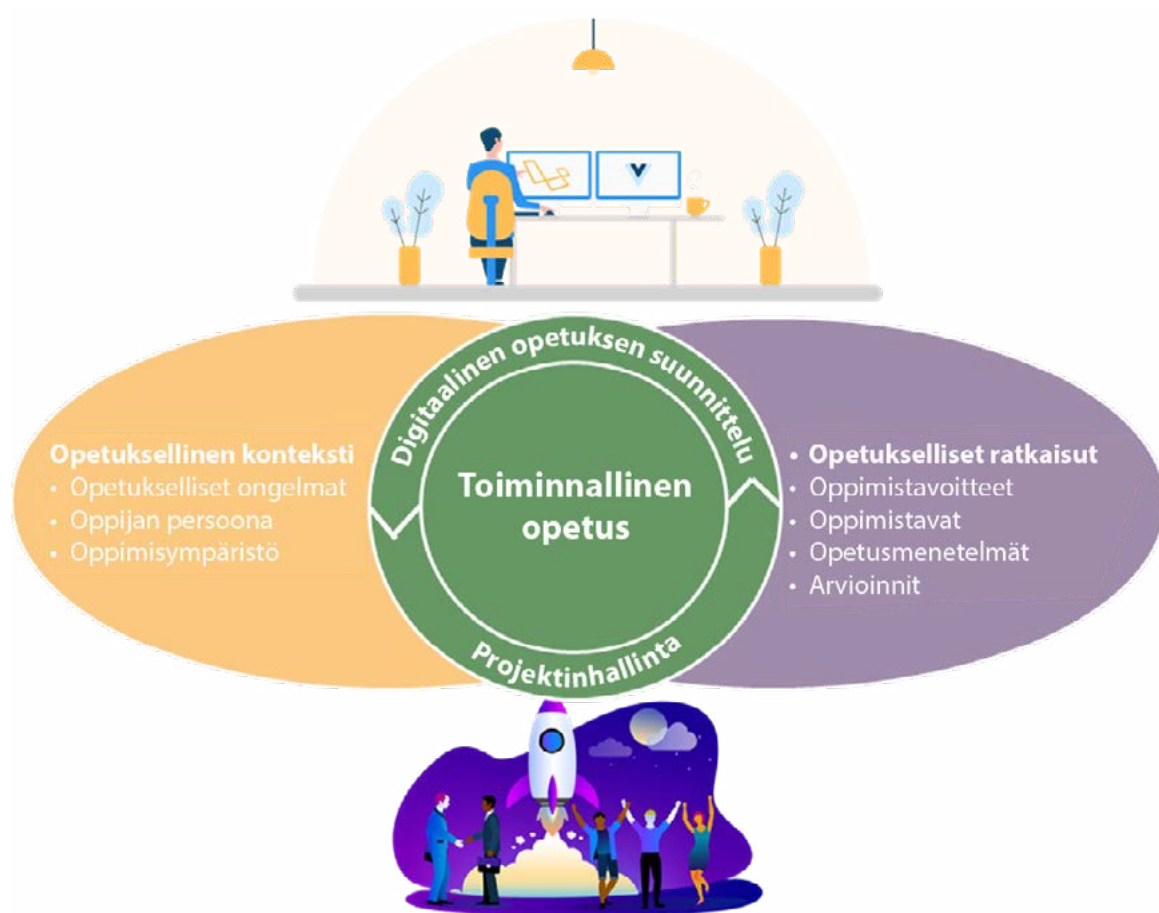 Digitaalinen opetuksen suunnittelu
Opetuksellinen konteksti
• Opetukselliset ongelmat
• Oppijan persoona
• Oppimisympäristö
Toiminnallinen
opetus
• Opetukselliset ratkaisut
• Oppimistavoitteet
• Oppimistavat
• Opetusmenetelmät
• Arvioinnit
Projektinhallinta